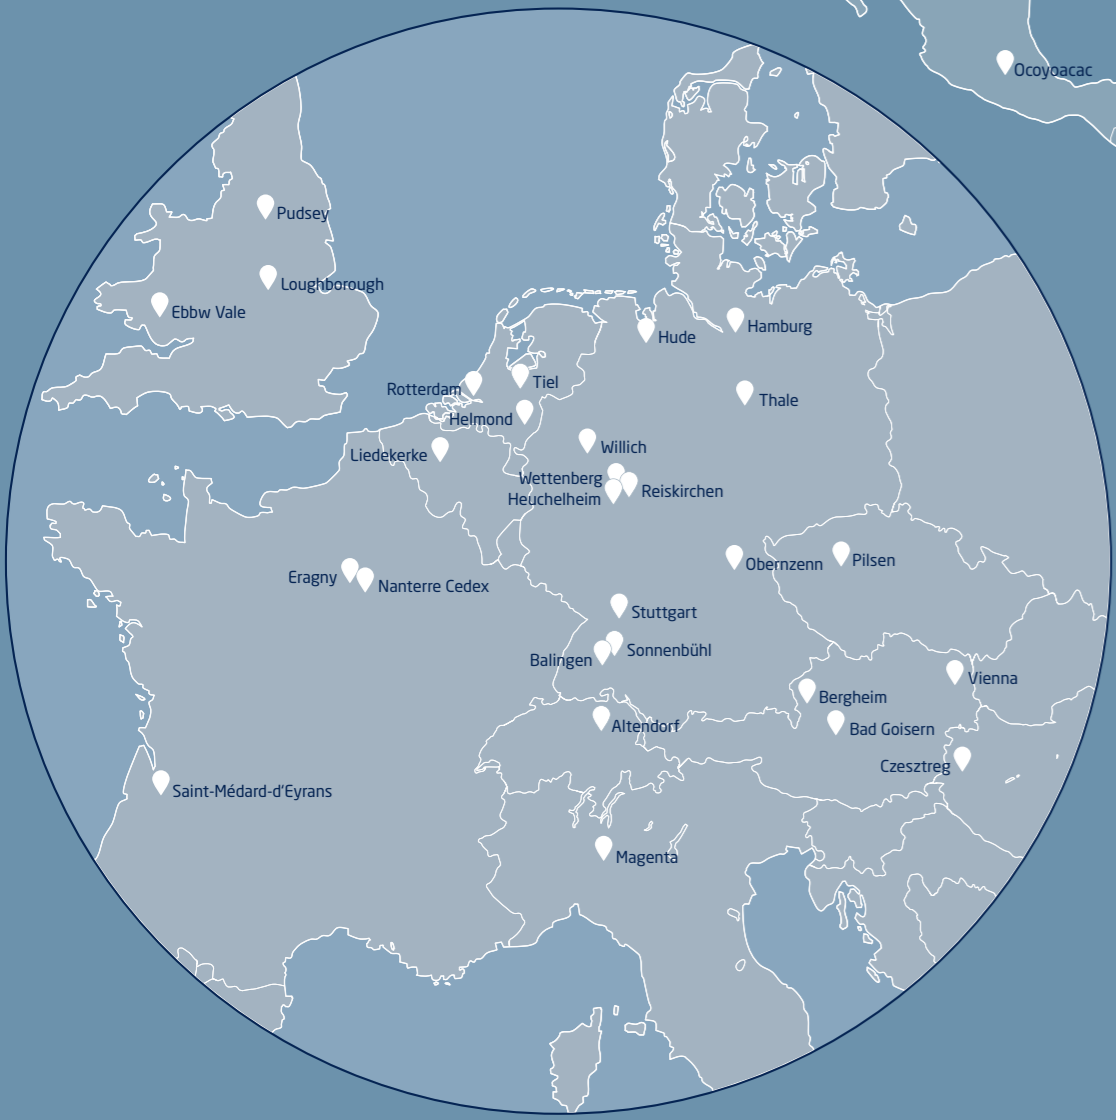 Ocoyoacac
Pudsey
Loughborough
Ebbw Vale
Hamburg
Hude
Tiel
Rotterdam
Thale
Helmond
Willich
Liedekerke
Wettenberg
Reiskirchen
Heuchelheim
Pilsen
Obernzenn
Eragny
Nanterre Cedex
Stuttgart
Sonnenbühl
Balingen
Vienna
Bergheim
Altendorf
Bad Goisern
Czesztreg
Saint-Médard-d'Eyrans
Magenta